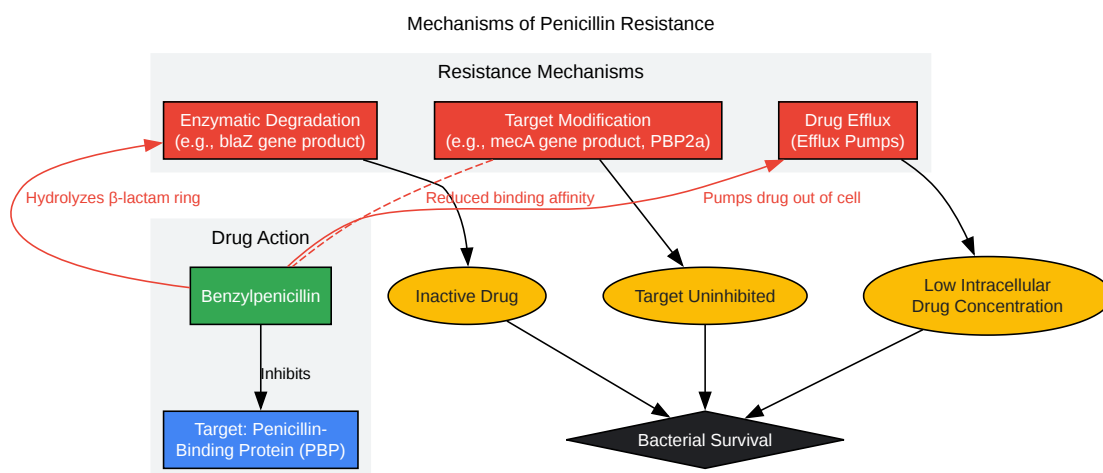 Mechanisms of Penicillin Resistance
Resistance Mechanisms
Enzymatic Degradation
(e.g., blaZ gene product)
Target Modification
(e.g., mecA gene product, PBP2a)
Drug Efflux
(Efflux Pumps)
Hydrolyzes β-lactam ring
Reduced binding affinity
Pumps drug out of cell
Drug Action
Benzylpenicillin
Inactive Drug
Target Uninhibited
Low Intracellular
Drug Concentration
Inhibits
Target: Penicillin-
Binding Protein (PBP)
Bacterial Survival